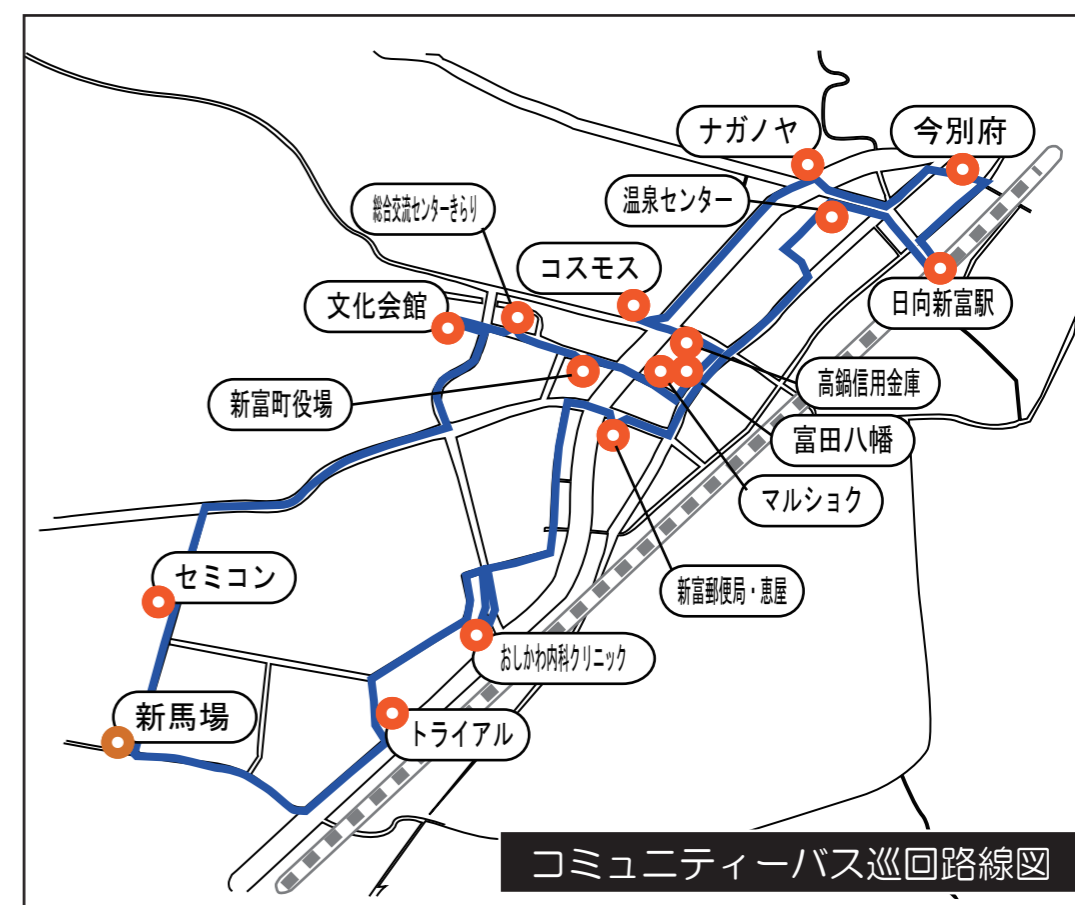 ナガノヤ
今別府
総合交流センターきらり
温泉センター
コスモス
文化会館
日向新富駅
新富町役場
高鍋信用金庫
富田八幡
マルショク
セミコン
新富郵便局・恵屋
おしかわ内科クリニック
新馬場
トライアル
コミュニティーバス巡回路線図